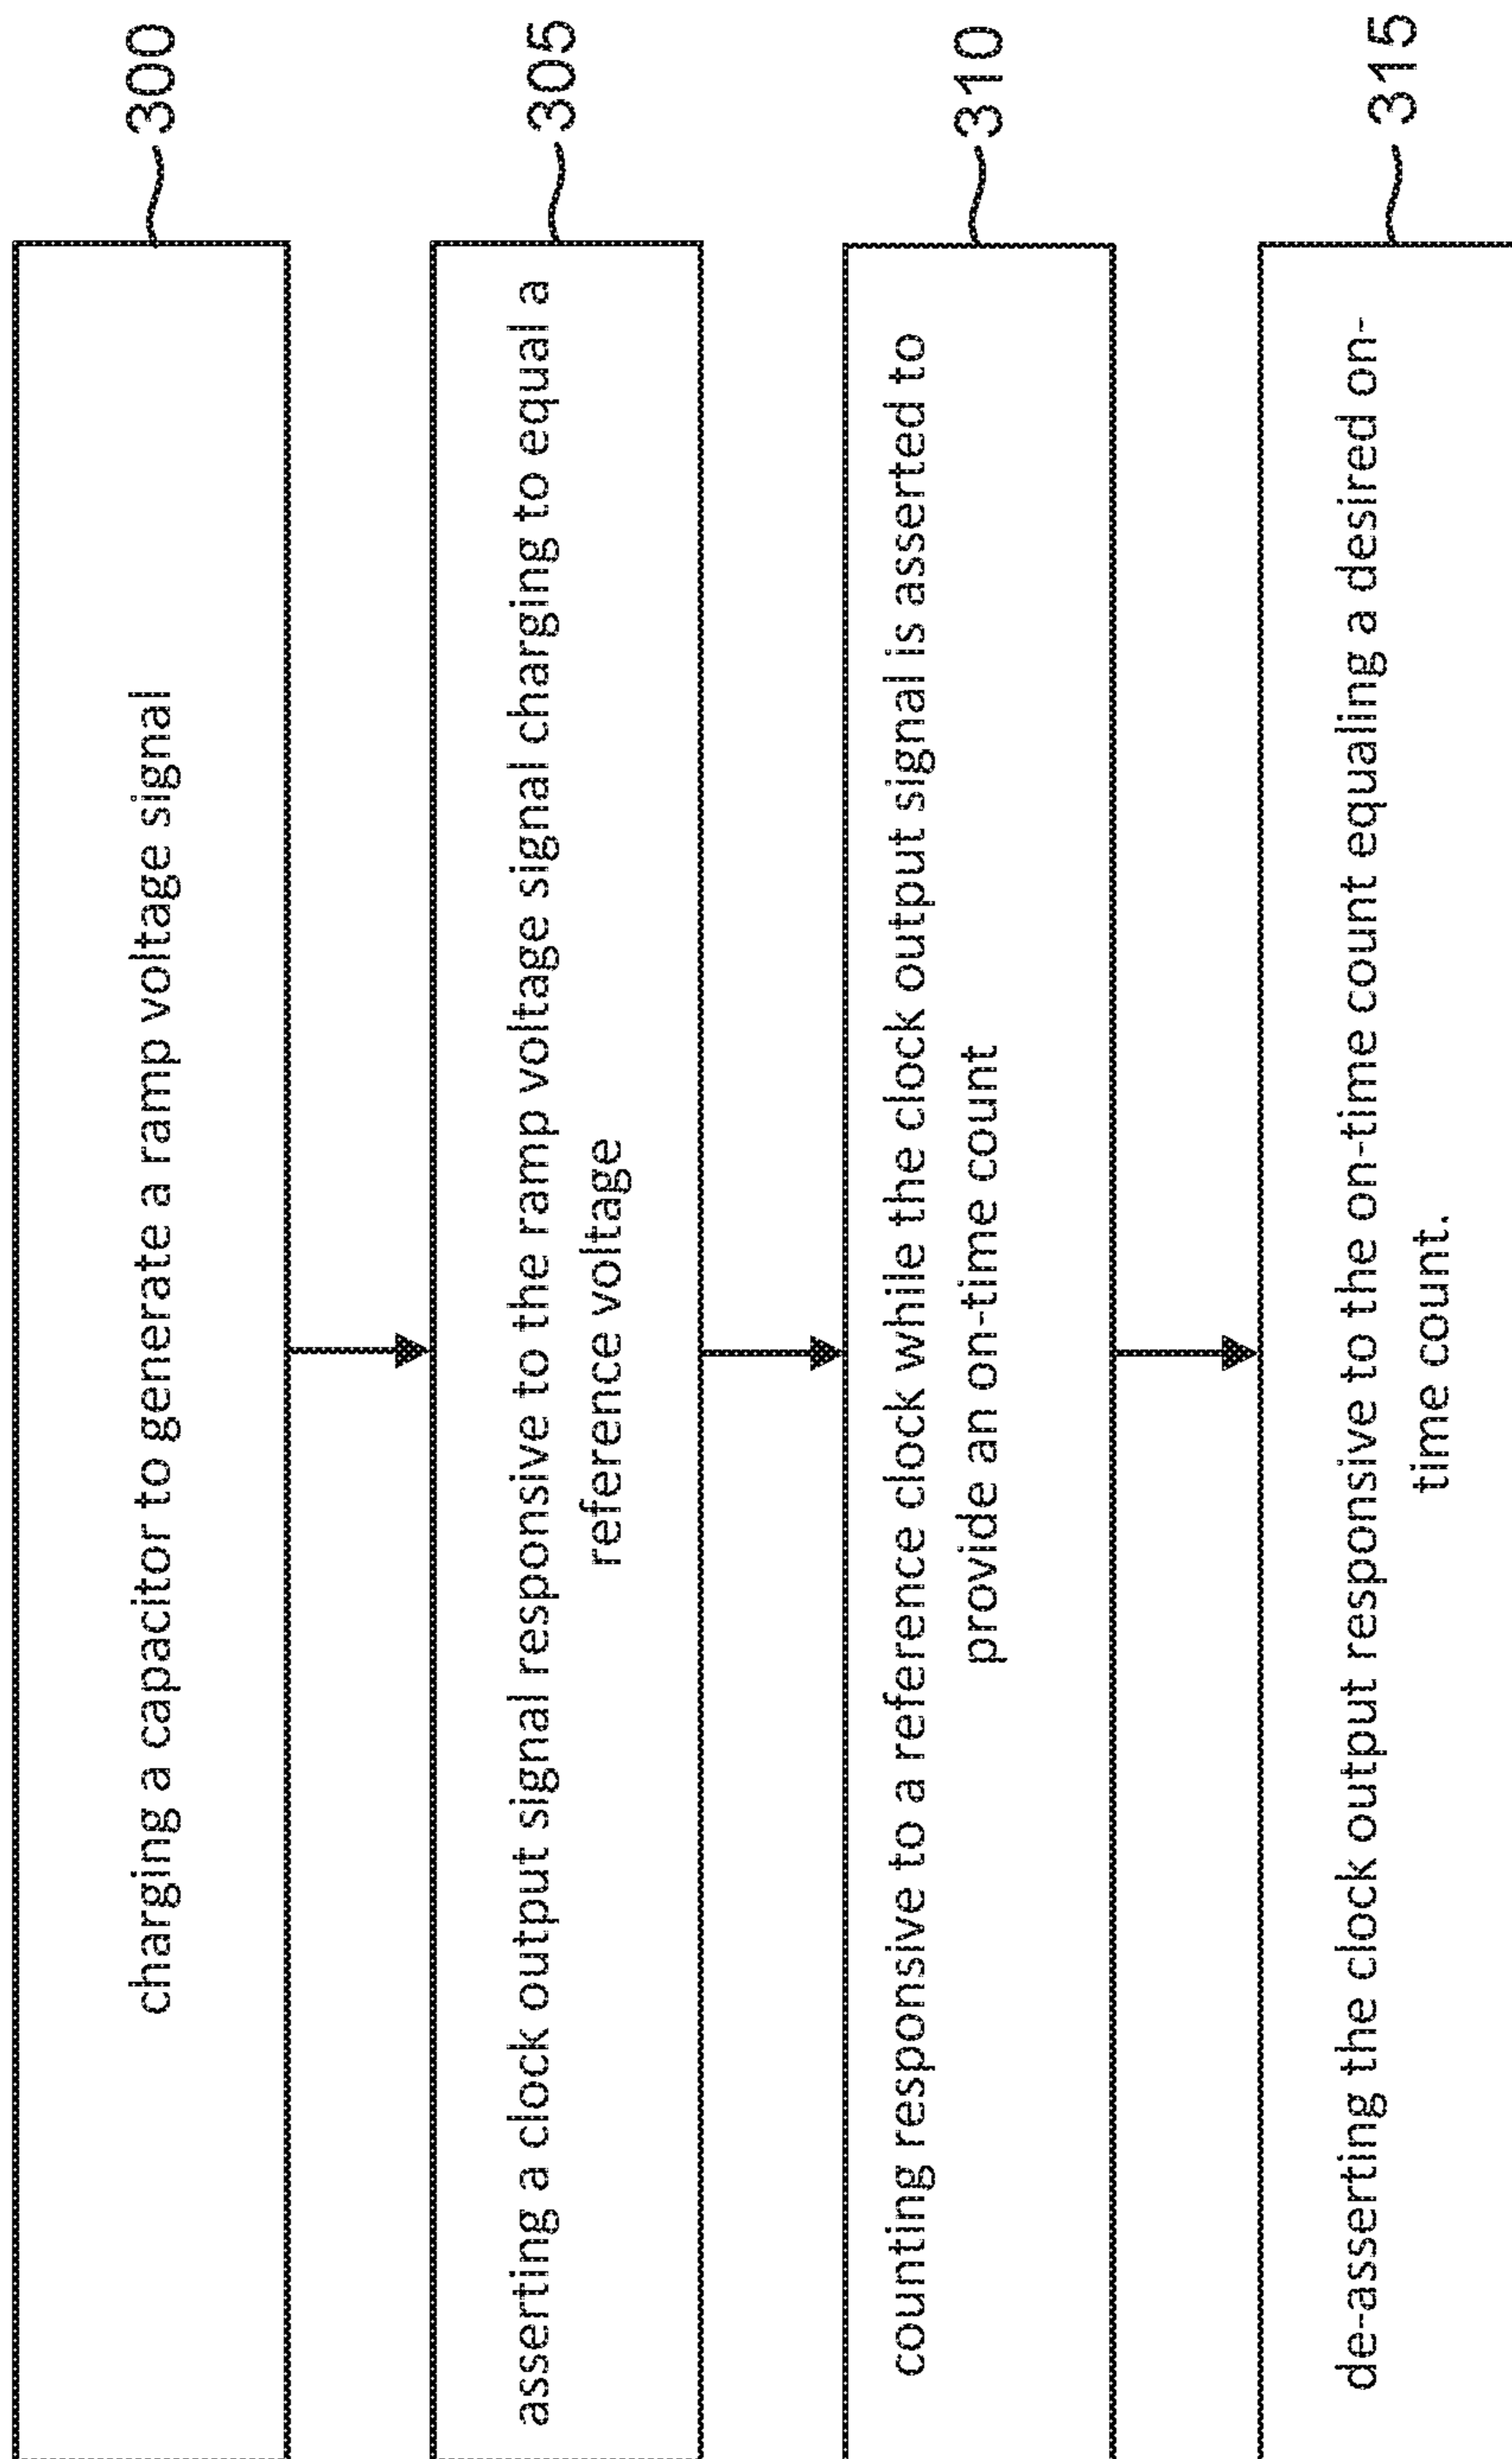 charging a capacitor to generate a ramp voltage signal
300
asserting a clock output signal responsive to the ramp voltage signal charging to equal a
reference voltage
305
counting responsive to a reference clock while the clock output signal is asserted to
provide an on-time count
310
de-asserting the clock output responsive to the on-time count equaling a desired on-
time count.
315